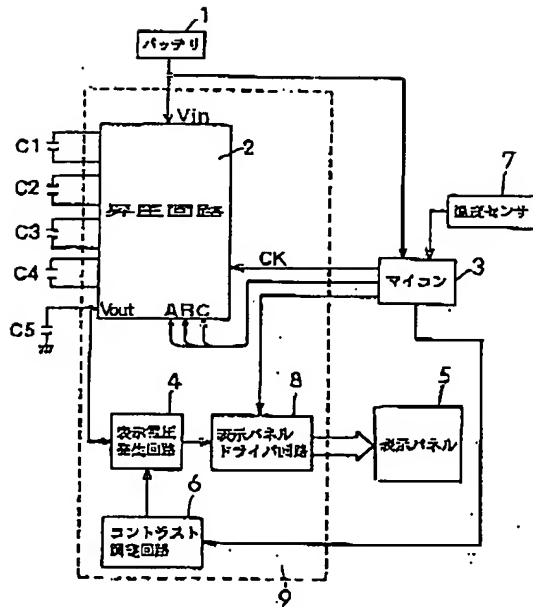 1
バッテリ
Vin
2
C1
C2
C3
C4
C5
昇圧回路
7
温度センサ
CK
マイコン
3
Vout
A B C
4
8
5
表示電圧
発生回路
表示パネル
ドライバ回路
表示パネル
6
コントラスト
調整回路
9